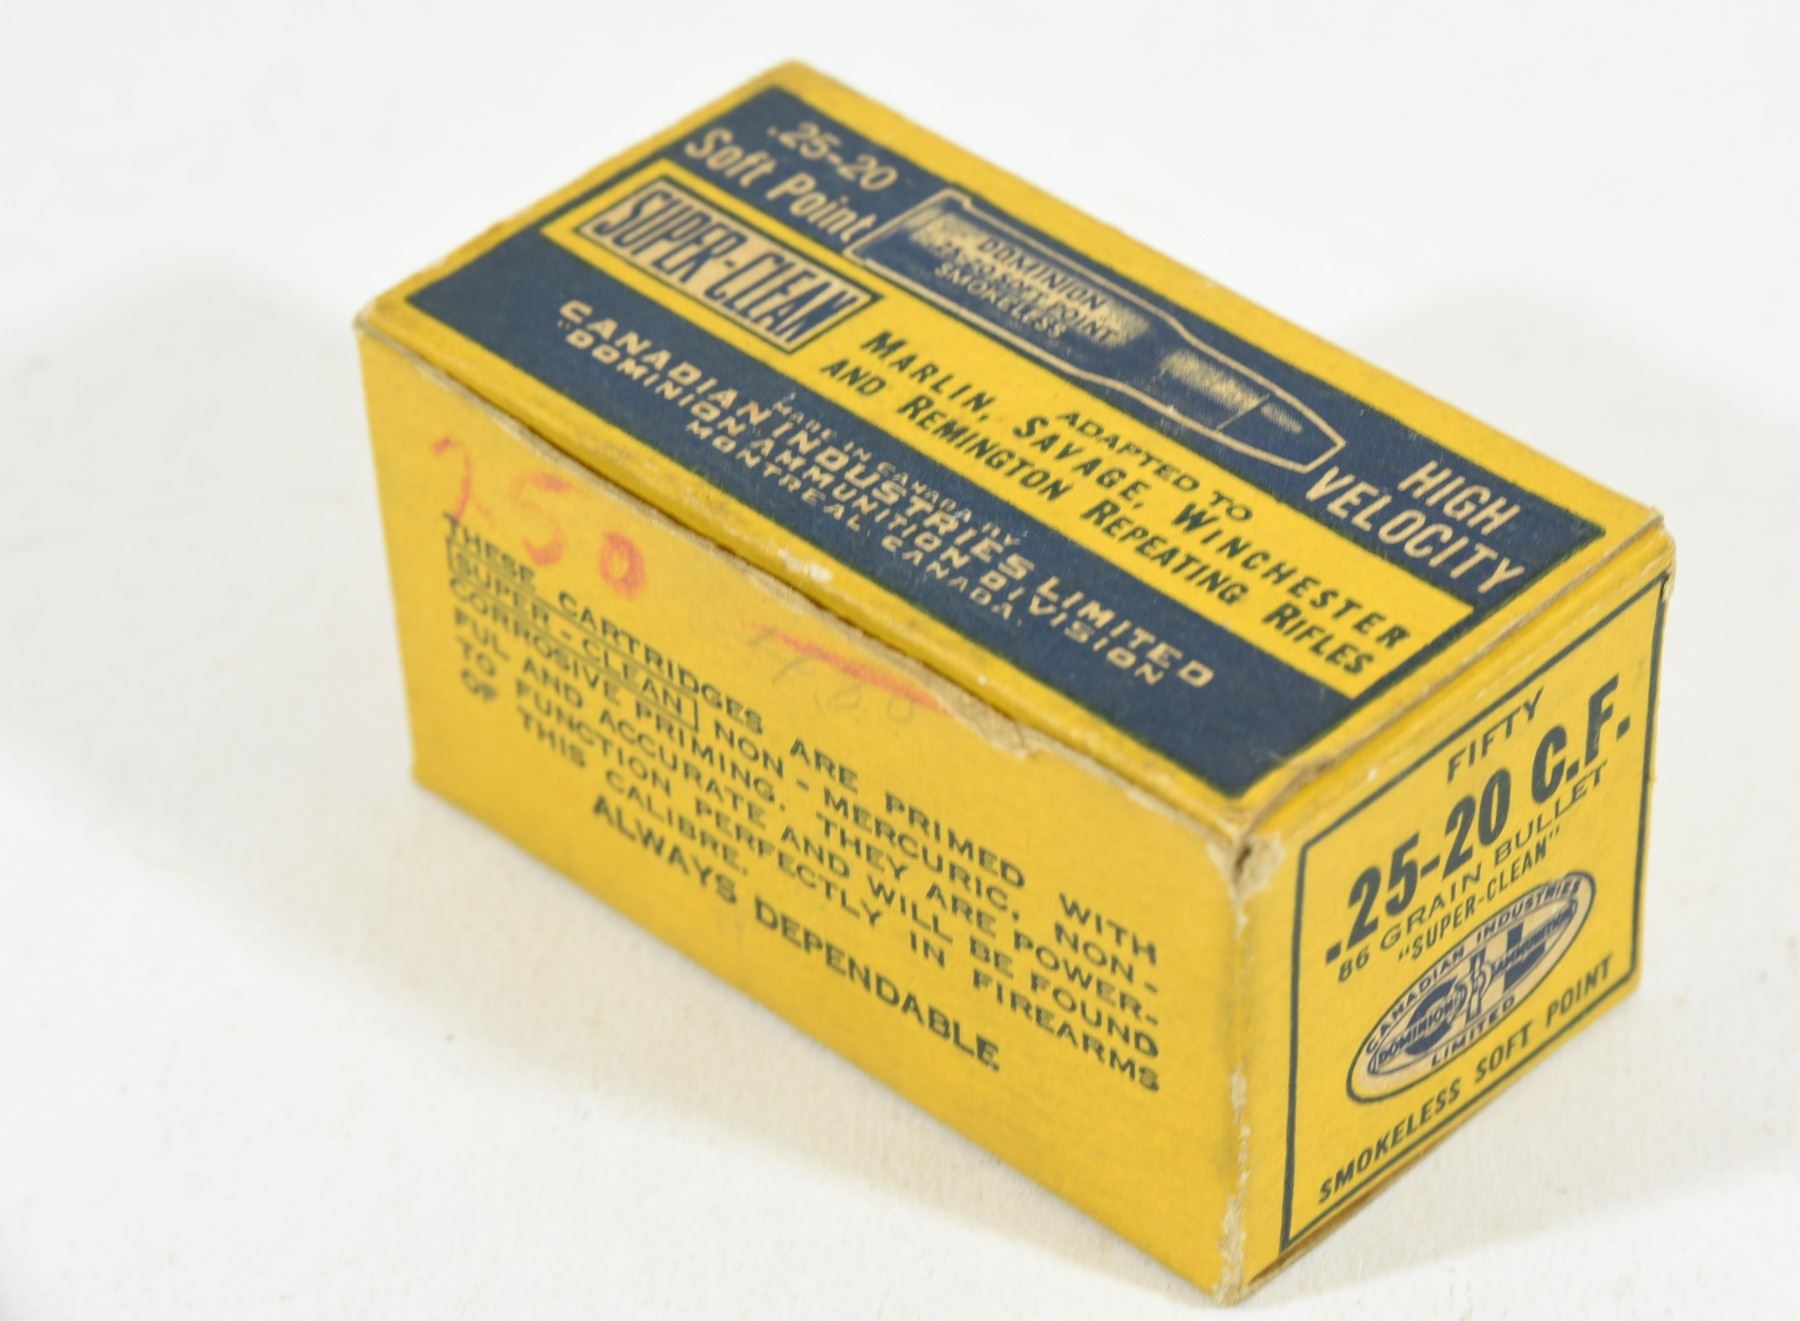 .25-20
Soft Point
DOMINION
SMOKELESS
HIGH
VELOCITY
SUPER-CLEAN
ADAPTED TO
MARLIN, SAVAGE, WINCHESTER
AND REMINGTON REPEATING RIFLES
MADE IN CANADA BY
CANADIAN INDUSTRIES LIMITED
"DOMINION" AMMUNITION DIVISION
MONTREAL CANADA.
50
THESE CARTRIDGES ARE PRIMED WITH
SUPER-CLEAN NON-MERCURIC, NON-
CORROSIVE PRIMING. THEY ARE POWER-
FUL AND ACCURATE AND WILL BE FOUND
TO FUNCTION PERFECTLY IN FIREARMS
OF THIS CALIBRE.
ALWAYS DEPENDABLE.
FIFTY
.25-20 C.F.
86 GRAIN BULLET
"SUPER-CLEAN"
CANADIAN INDUSTRIES
DOMINION AMMUNITION
LIMITED
SMOKELESS SOFT POINT